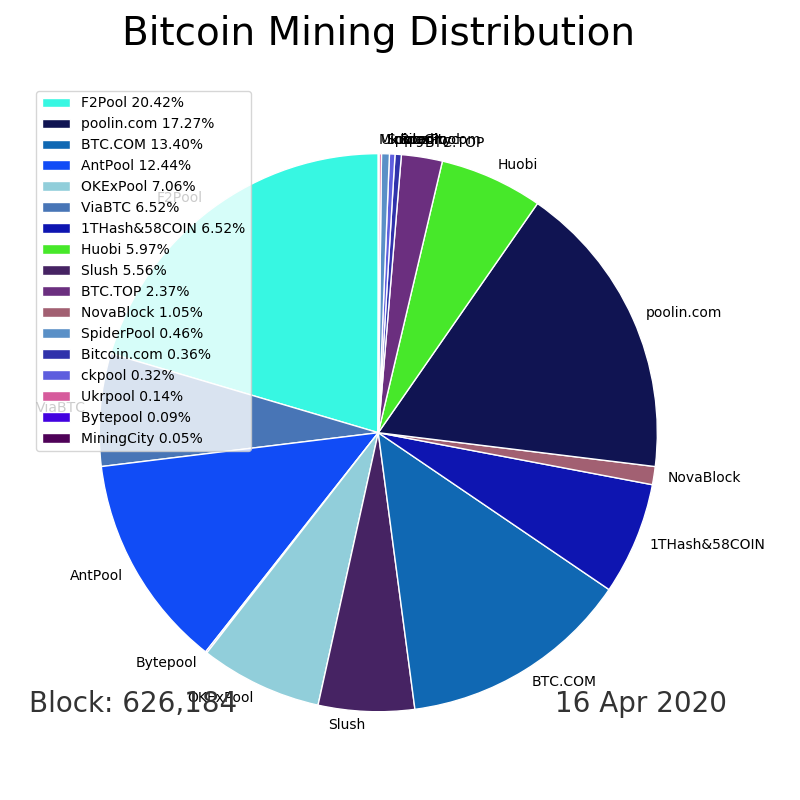 Bitcoin Mining Distribution
F2Pool 20.42%
poolin.com 17.27%
BTC.COM 13.40%
AntPool 12.44%
OKExPool 7.06%
ViaBTC 6.52%
1THash&58COIN 6.52%
Huobi 5.97%
Slush 5.56%
BTC.TOP 2.37%
NovaBlock 1.05%
SpiderPool 0.46%
Bitcoin.com 0.36%
ckpool 0.32%
Ukrpool 0.14%
Bytepool 0.09%
MiningCity 0.05%
BTC.TOP
Huobi
F2Pool
poolin.com
ViaBTC
NovaBlock
1THash&58COIN
AntPool
Bytepool
BTC.COM
OKExPool
Slush
Block: 626,184
16 Apr 2020